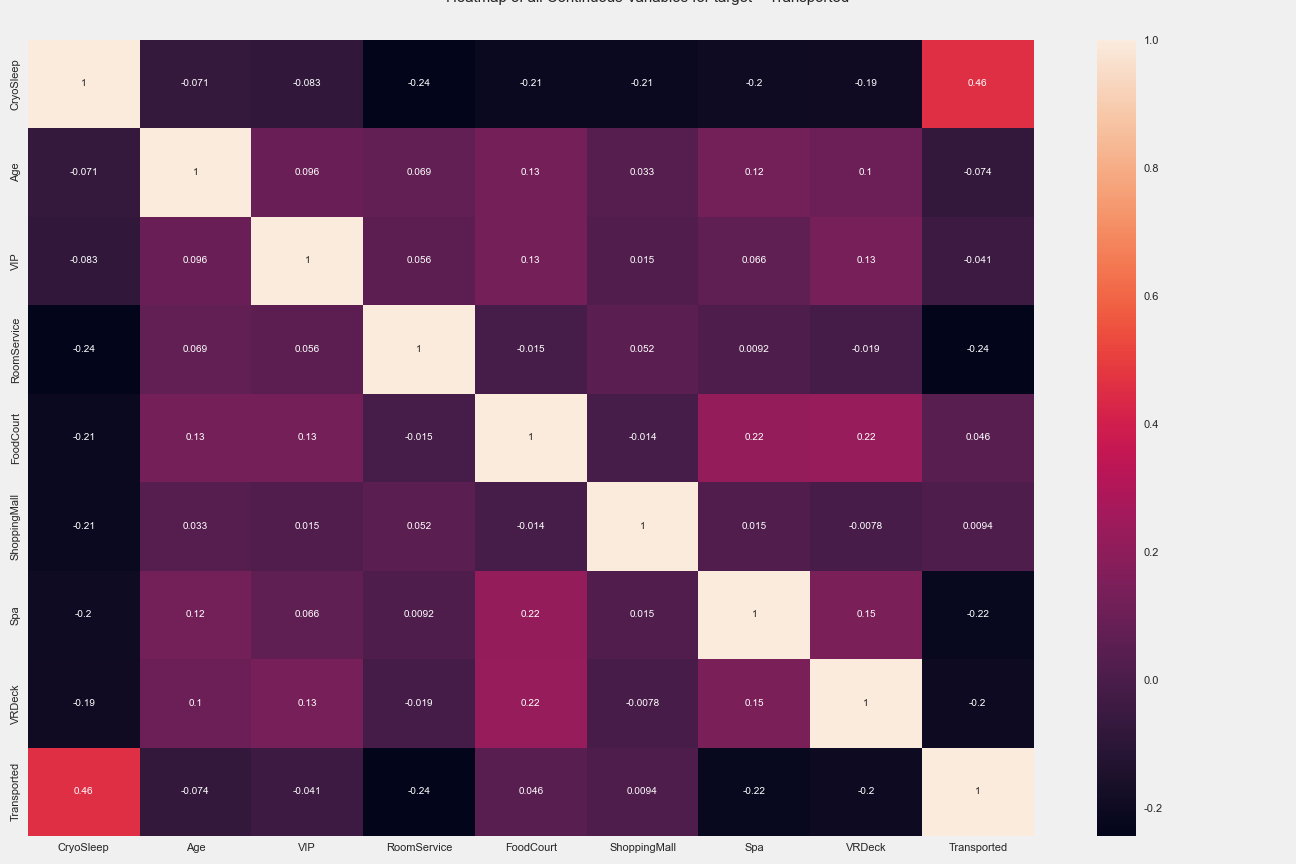 CryoSleep 1 -0.071 -0.083 -0.24 -0.21 -0.21 -0.2 -0.19 0.46
Age -0.071 1 0.096 0.069 0.13 0.033 0.12 0.1 -0.074
VIP -0.083 0.096 1 0.056 0.13 0.015 0.066 0.13 -0.041
RoomService -0.24 0.069 0.056 1 -0.015 0.052 0.0092 -0.019 -0.24
FoodCourt -0.21 0.13 0.13 -0.015 1 -0.014 0.22 0.22 0.046
ShoppingMall -0.21 0.033 0.015 0.052 -0.014 1 0.015 -0.0078 0.0094
Spa -0.2 0.12 0.066 0.0092 0.22 0.015 1 0.15 -0.22
VRDeck -0.19 0.1 0.13 -0.019 0.22 -0.0078 0.15 1 -0.2
Transported 0.46 -0.074 -0.041 -0.24 0.046 0.0094 -0.22 -0.2 1
CryoSleep Age VIP RoomService FoodCourt ShoppingMall Spa VRDeck Transported
1.0
0.8
0.6
0.4
0.2
0.0
-0.2